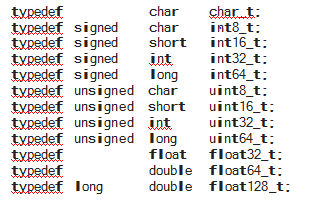 typedef char char_t;
typedef signed char int8_t;
typedef signed short int16_t;
typedef signed int int32_t;
typedef signed long int64_t;
typedef unsigned char uint8_t;
typedef unsigned short uint16_t;
typedef unsigned int uint32_t;
typedef unsigned long uint64_t;
typedef float float32_t;
typedef double float64_t;
typedef long double float128_t;